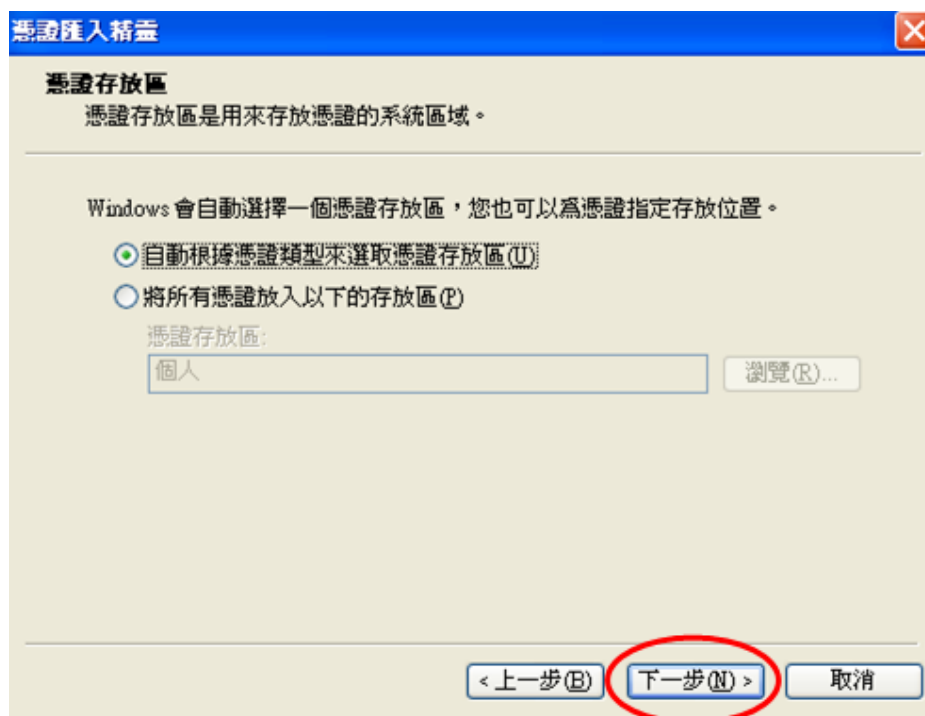 憑證匯入精靈
憑證存放區
憑證存放區是用來存放憑證的系統區域。
Windows 會自動選擇一個憑證存放區,您也可以為憑證指定存放位置。
自動根據憑證類型來選取憑證存放區(U)
將所有憑證放入以下的存放區(P)
憑證存放區:
個人
瀏覽(R)...
<上一步(B)
下一步(N) >
取消